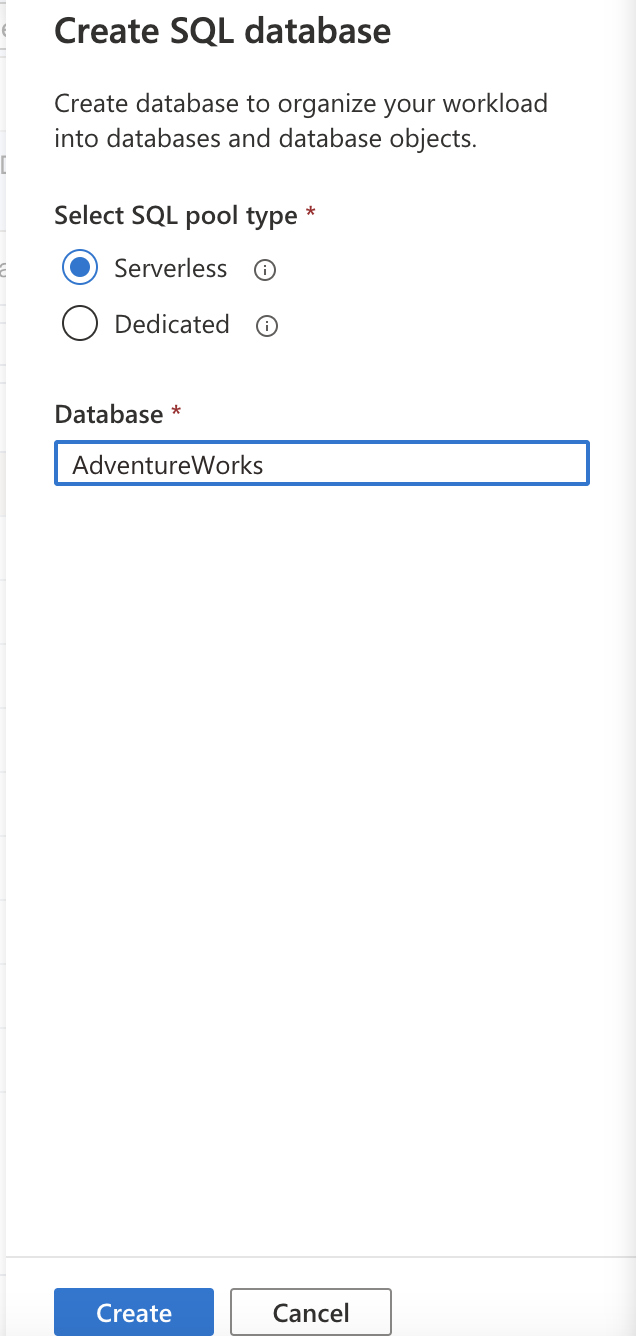 Create SQL database
Create database to organize your workload
into databases and database objects.
Select SQL pool type *
Serverless
Dedicated
Database *
AdventureWorks
Create
Cancel